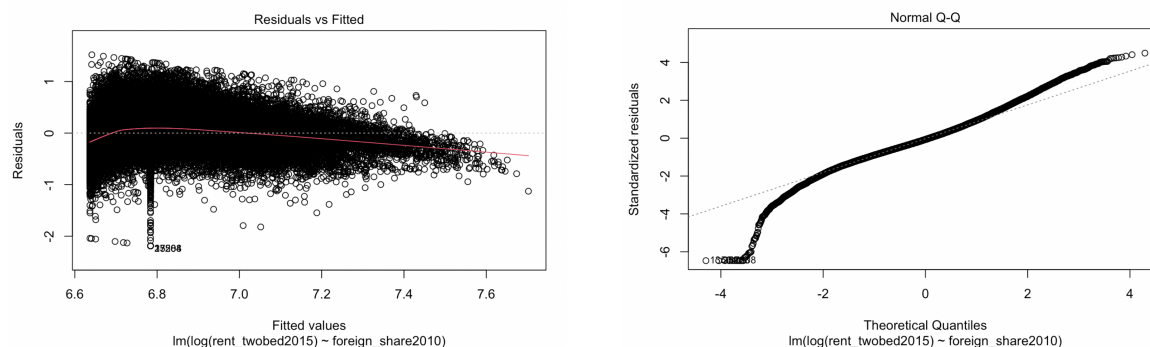 Residuals vs Fitted
Residuals
1
0
-1
-2
6.6 6.8 7.0 7.2 7.4 7.6
Fitted values
lm(log(rent_twobed2015) ~ foreign_share2010)
Normal Q-Q
Standardized residuals
4
2
0
-2
-4
-6
-4 -2 0 2 4
Theoretical Quantiles
lm(log(rent_twobed2015) ~ foreign_share2010)